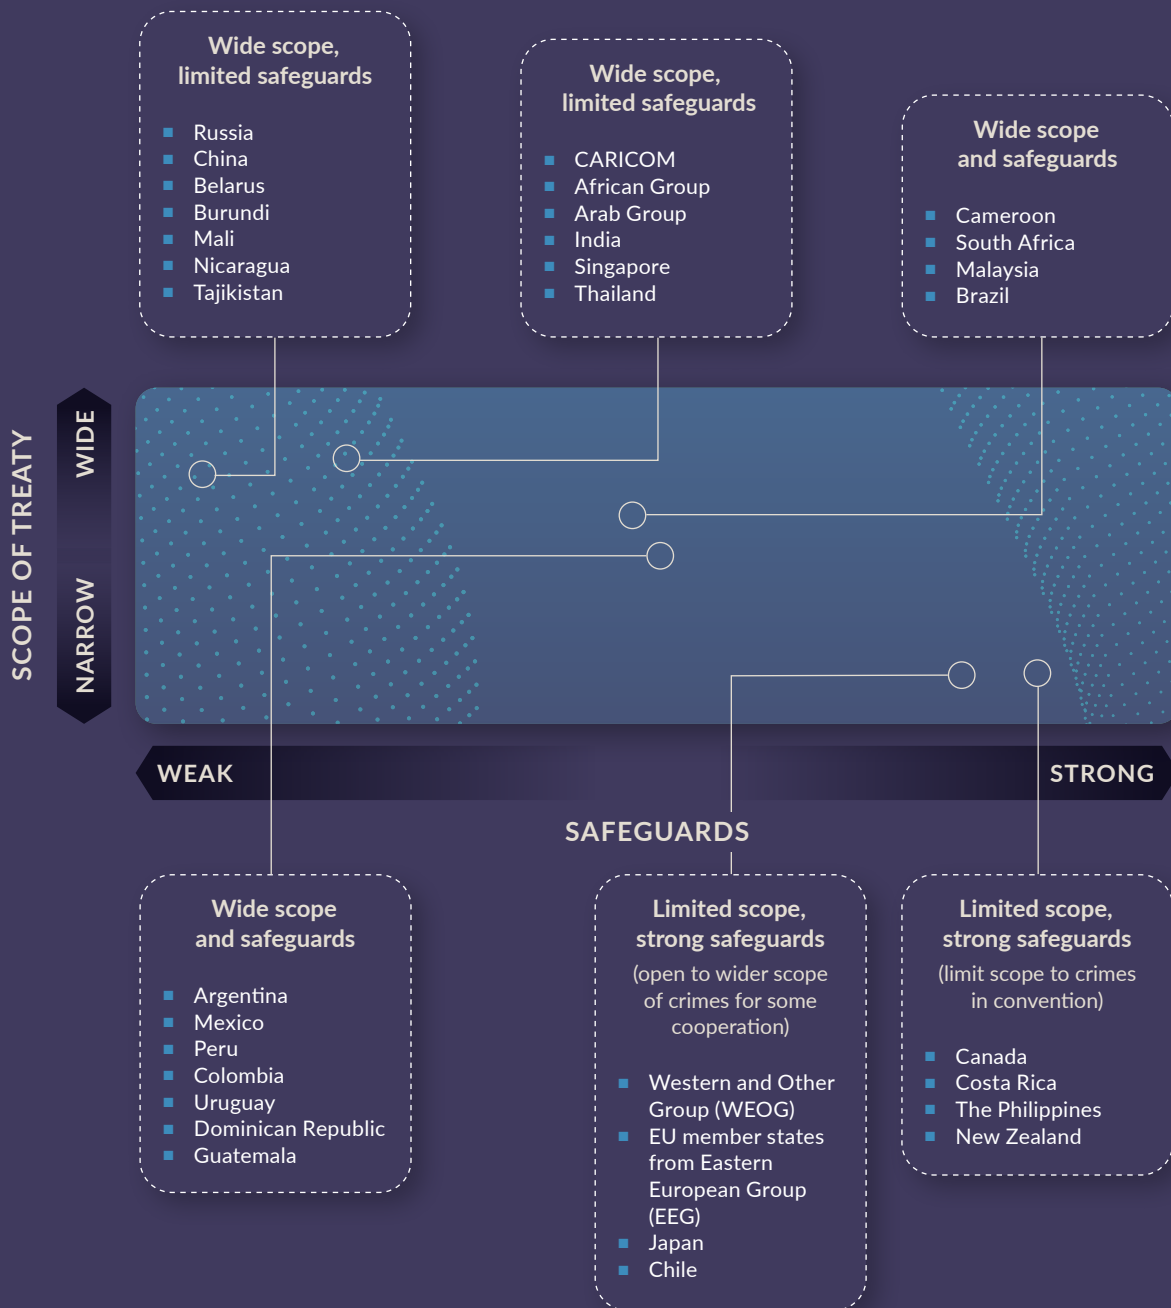 Wide scope,
limited safeguards
Russia
China
Belarus
Burundi
Mali
Nicaragua
Tajikistan
Wide scope,
limited safeguards
CARICOM
African Group
Arab Group
India
Singapore
Thailand
Wide scope
and safeguards
Cameroon
South Africa
Malaysia
Brazil
SCOPE OF TREATY
WIDE
NARROW
WEAK
STRONG
SAFEGUARDS
Wide scope
and safeguards
Argentina
Mexico
Peru
Colombia
Uruguay
Dominican Republic
Guatemala
Limited scope,
strong safeguards
(open to wider scope
of crimes for some
cooperation)
Western and Other
Group (WEOG)
EU member states
from Eastern
European Group
(EEG)
Japan
Chile
Limited scope,
strong safeguards
(limit scope to crimes
in convention)
Canada
Costa Rica
The Philippines
New Zealand